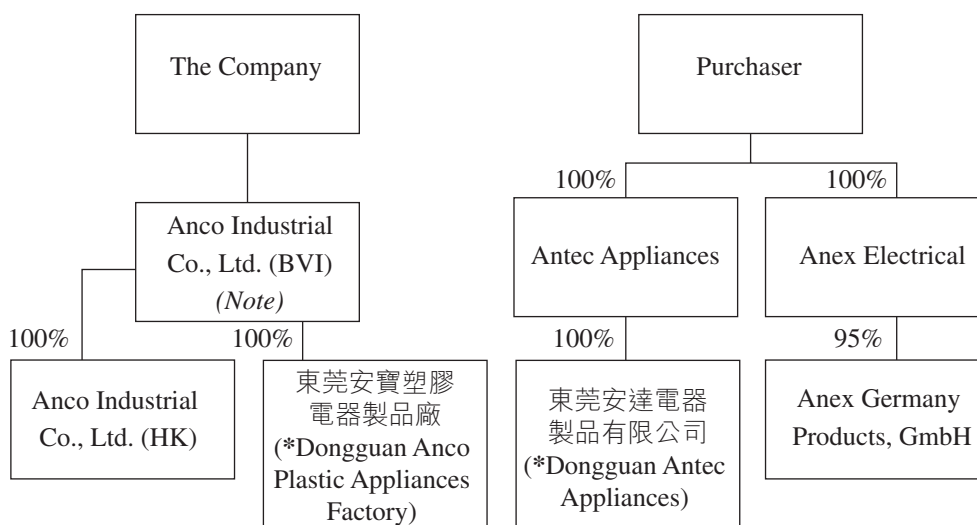 The Company
Purchaser
100%
100%
Anco Industrial
Co., Ltd. (BVI)
(Note)
Antec Appliances
Anex Electrical
100%
100%
100%
95%
Anco Industrial
Co., Ltd. (HK)
東莞安寶塑膠
電器製品廠
(*Dongguan Anco
Plastic Appliances
Factory)
東莞安達電器
製品有限公司
(*Dongguan Antec
Appliances)
Anex Germany
Products, GmbH